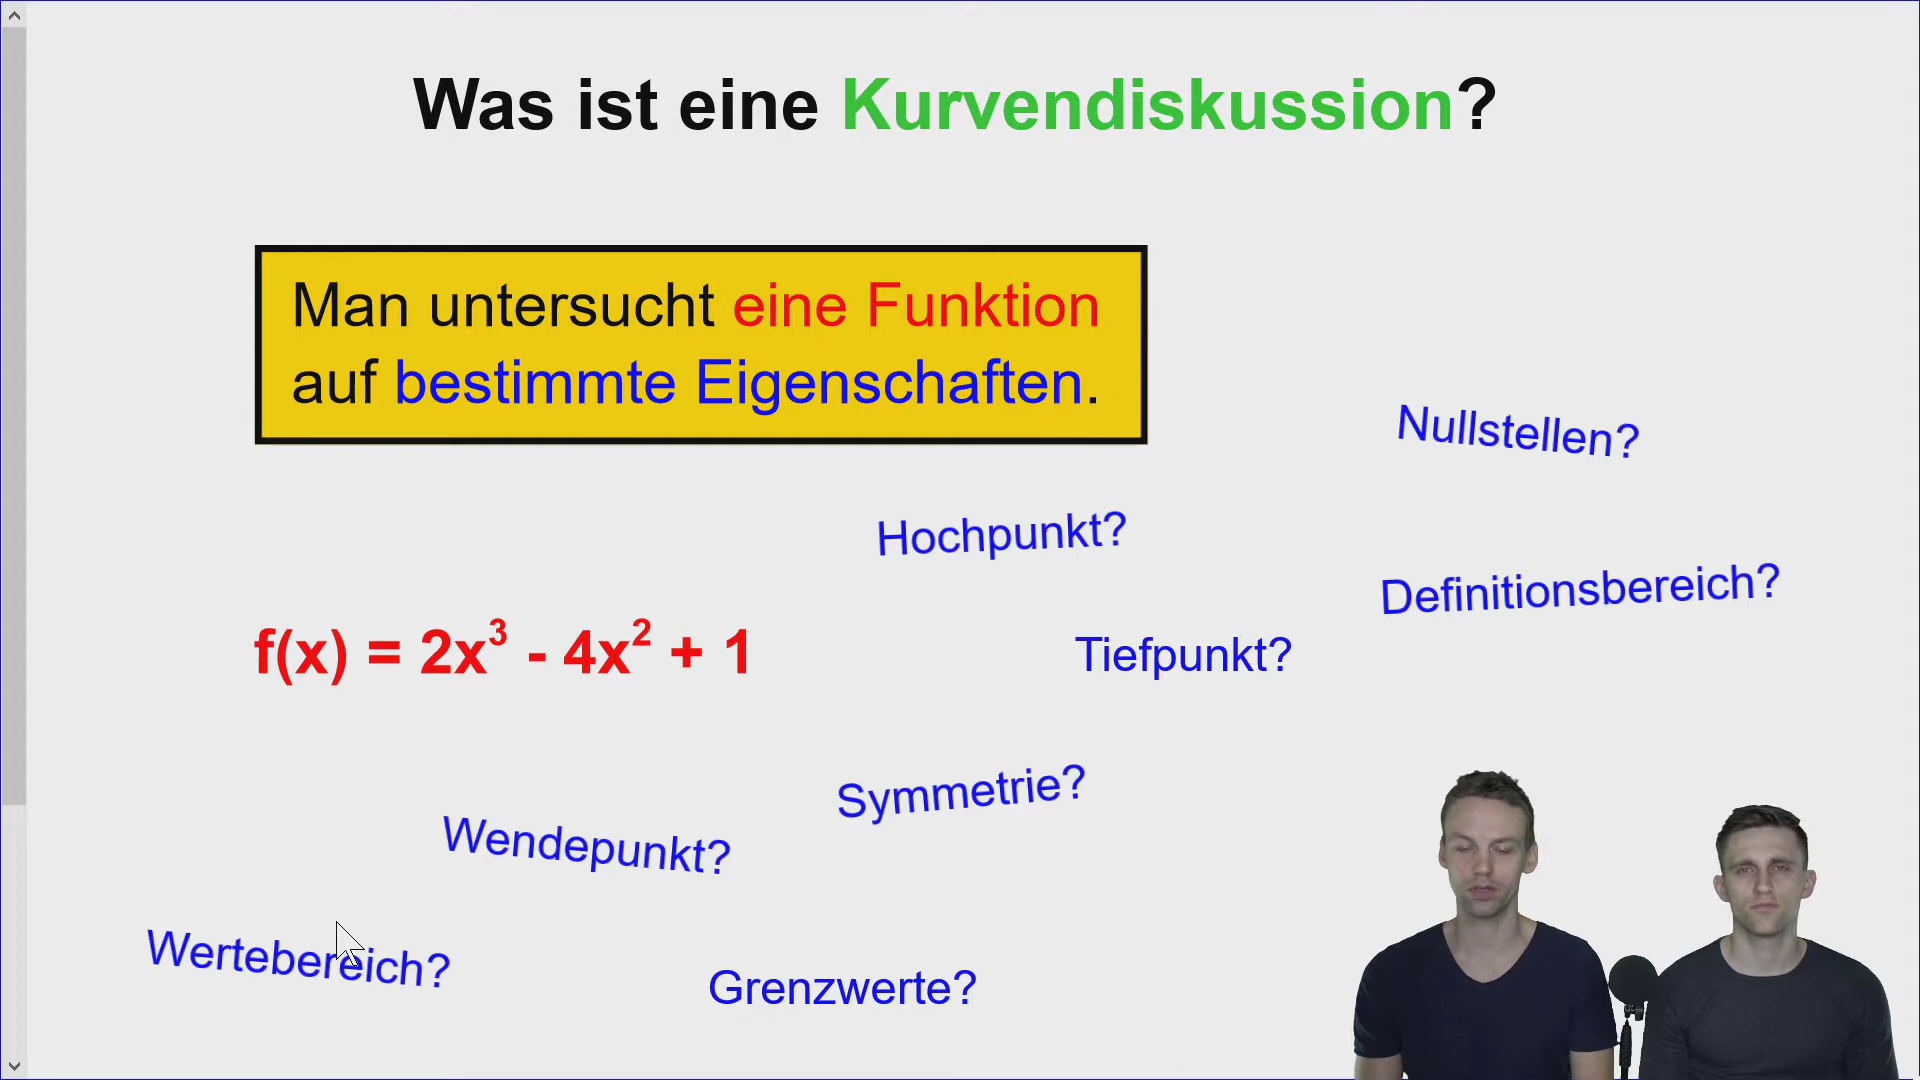 Was ist eine Kurvendiskussion?
Man untersucht eine Funktion
auf bestimmte Eigenschaften.
Nullstellen?
Hochpunkt?
Definitionsbereich?
f(x) = 2x³ - 4x² + 1
Tiefpunkt?
Symmetrie?
Wendepunkt?
Wertebereich?
Grenzwerte?